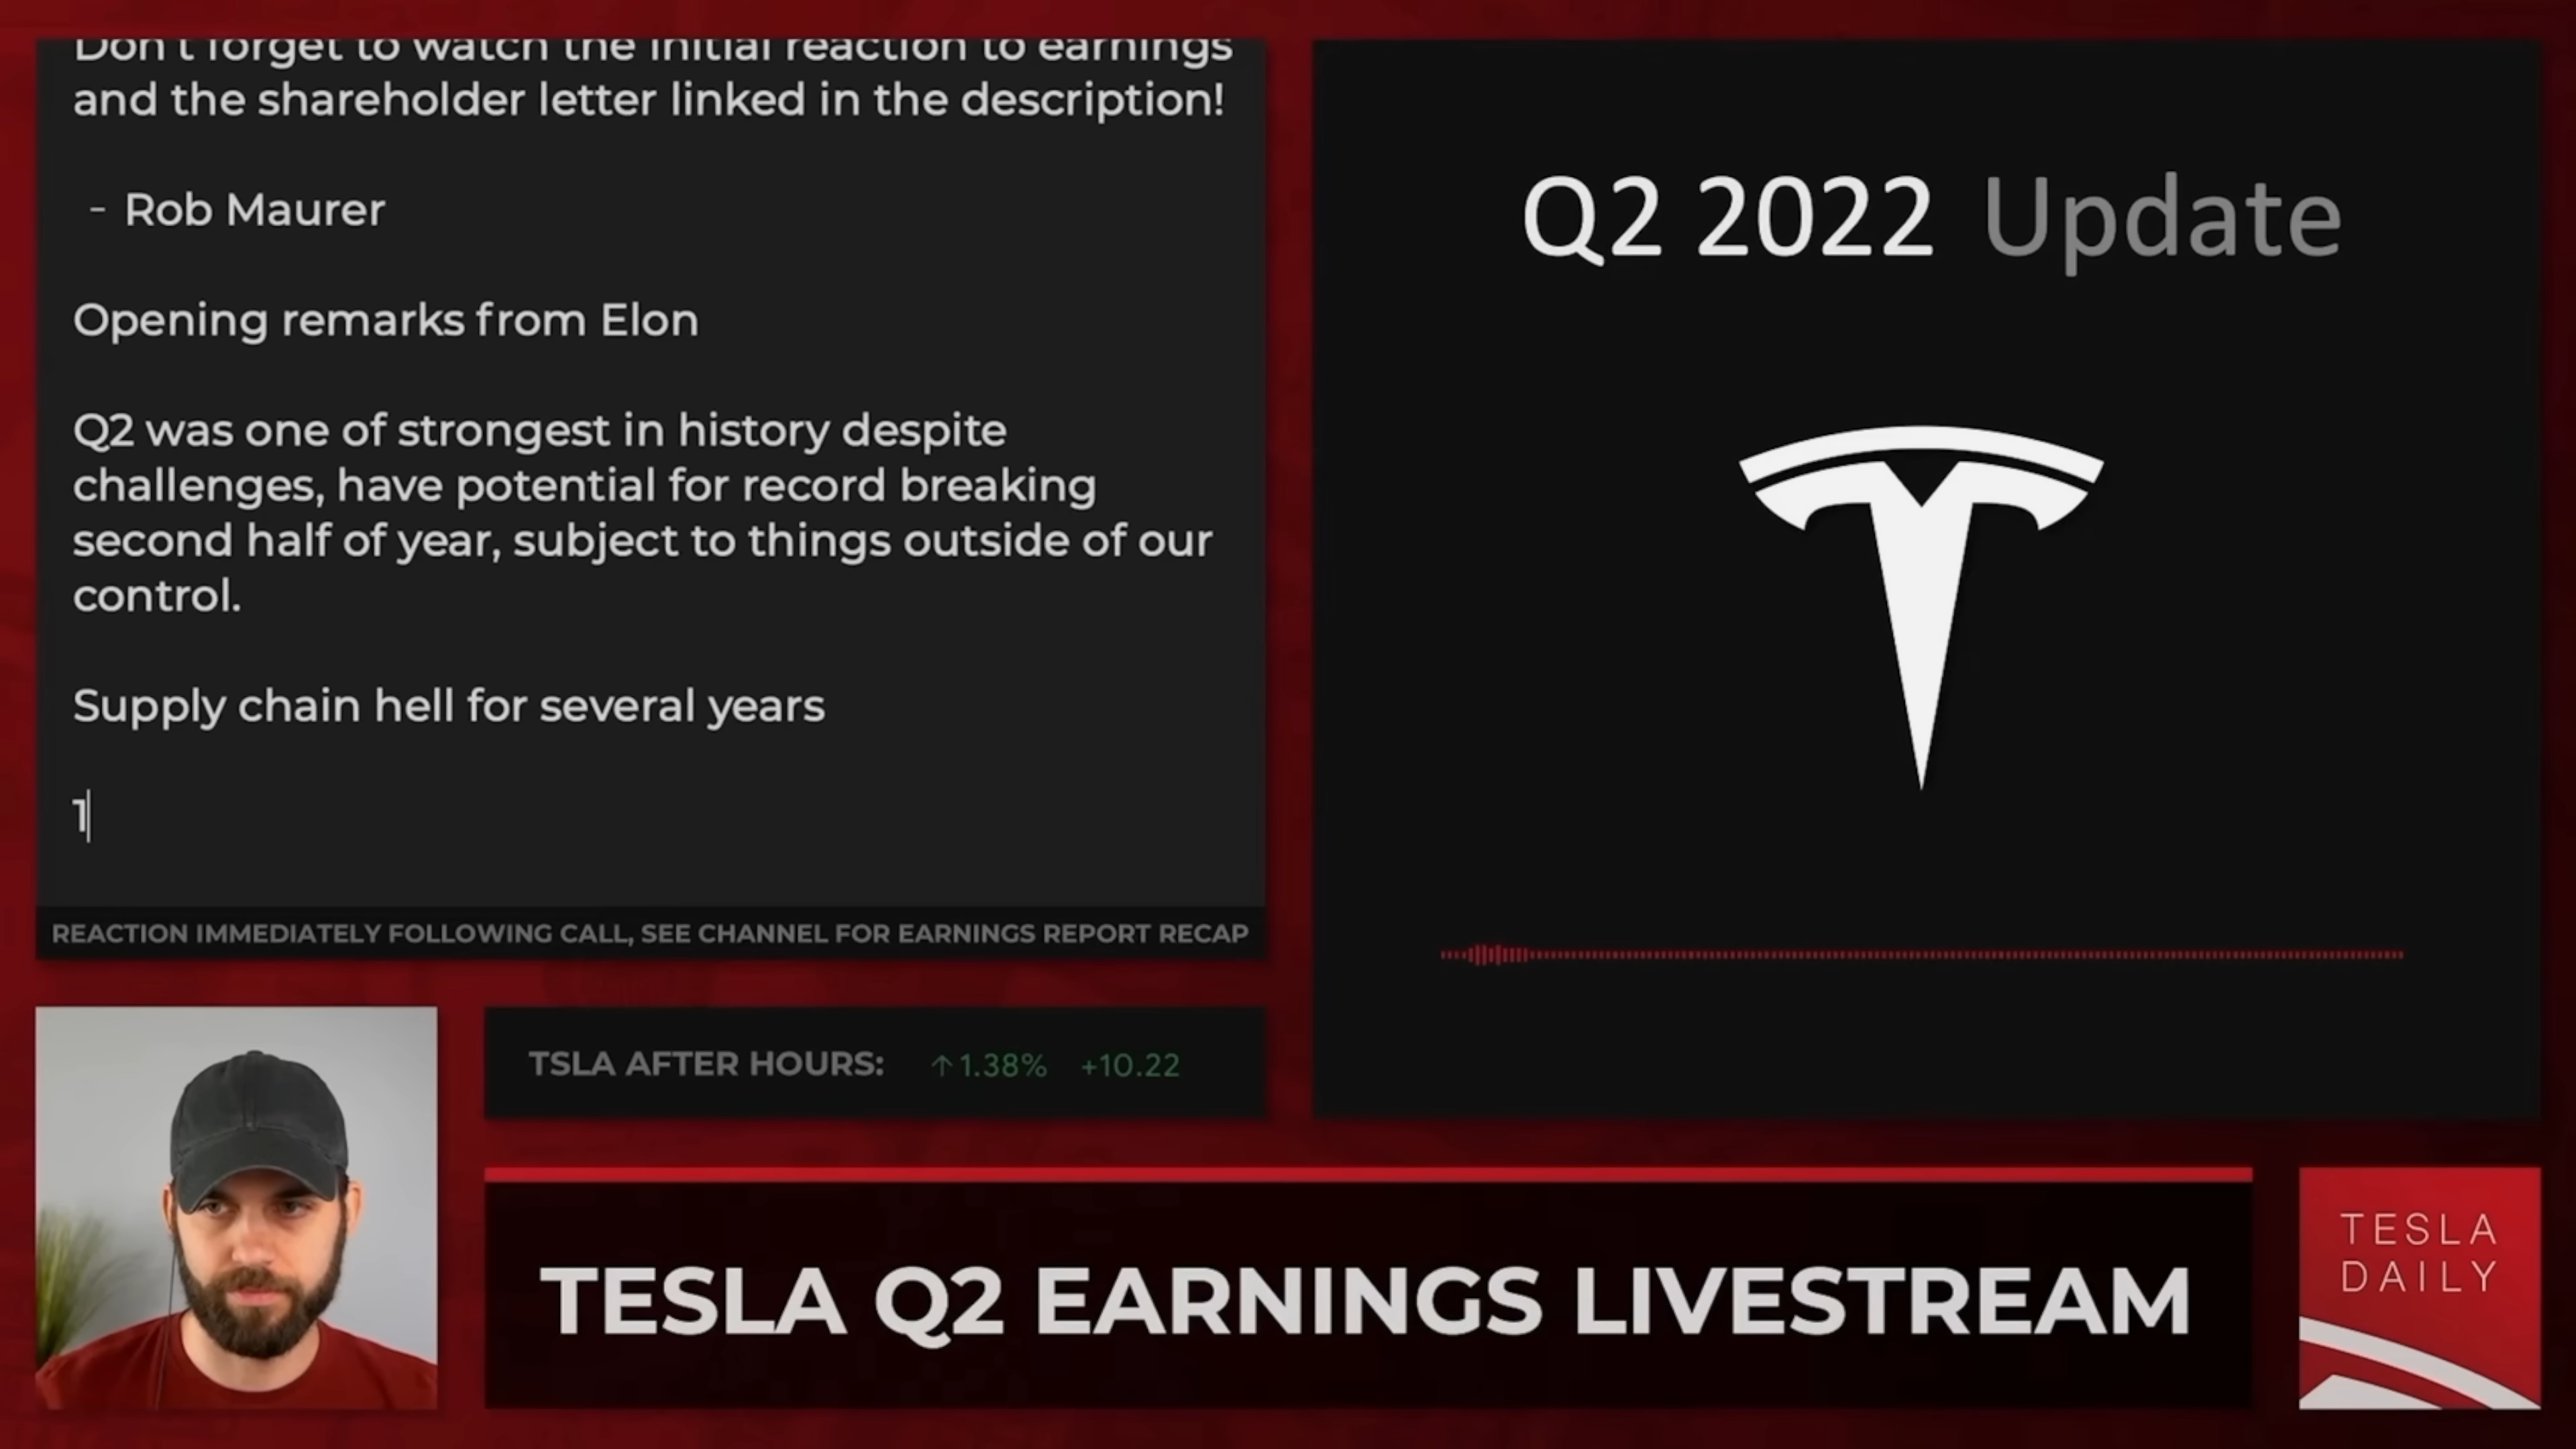 Don't forget to watch the initial reaction to earnings
and the shareholder letter linked in the description!
- Rob Maurer
Opening remarks from Elon
Q2 was one of strongest in history despite
challenges, have potential for record breaking
second half of year, subject to things outside of our
control.
Supply chain hell for several years
1
REACTION IMMEDIATELY FOLLOWING CALL, SEE CHANNEL FOR EARNINGS REPORT RECAP
Q2 2022 Update
TSLA AFTER HOURS: ↑1.38% +10.22
TESLA Q2 EARNINGS LIVESTREAM
TESLA
DAILY